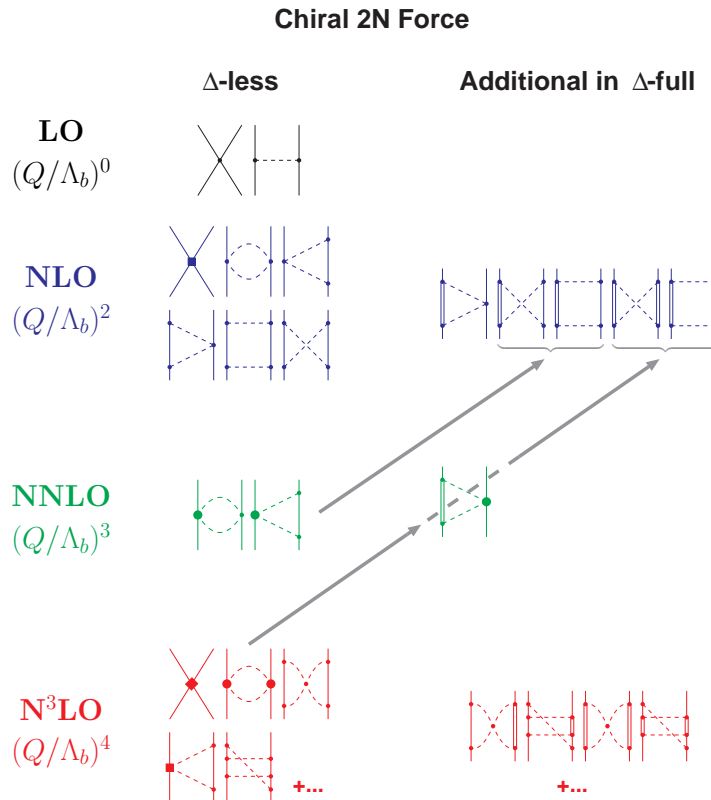 Chiral 2N Force
Δ-less Additional in Δ-full
LO
(Q/Λ_b)^0
NLO
(Q/Λ_b)^2
NNLO
(Q/Λ_b)^3
N^3LO
(Q/Λ_b)^4
+...
+...